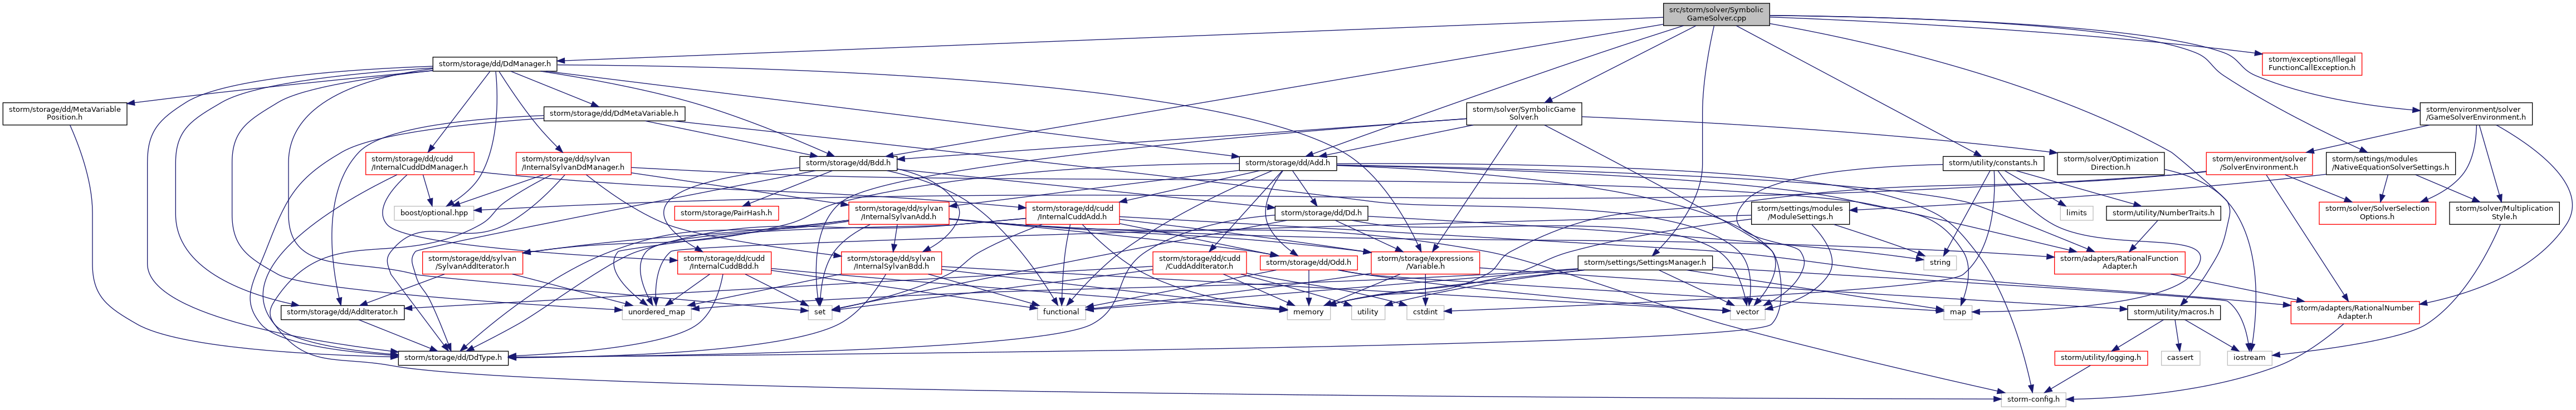 src/storm/solver/Symbolic
GameSolver.cpp
storm/storage/dd/DdManager.h
storm/exceptions/Illegal
FunctionCallException.h
storm/storage/dd/MetaVariable
Position.h
storm/storage/dd/DdMetaVariable.h
storm/solver/SymbolicGame
Solver.h
storm/environment/solver
/GameSolverEnvironment.h
storm/storage/dd/cudd
/InternalCuddDdManager.h
storm/storage/dd/sylvan
/InternalSylvanDdManager.h
storm/storage/dd/Bdd.h
storm/storage/dd/Add.h
storm/utility/constants.h
storm/solver/Optimization
Direction.h
storm/environment/solver
/SolverEnvironment.h
storm/settings/modules
/NativeEquationSolverSettings.h
boost/optional.hpp
storm/storage/PairHash.h
storm/storage/dd/sylvan
/InternalSylvanAdd.h
storm/storage/dd/cudd
/InternalCuddAdd.h
storm/storage/dd/Dd.h
storm/settings/modules
/ModuleSettings.h
limits
storm/utility/NumberTraits.h
storm/solver/SolverSelection
Options.h
storm/solver/Multiplication
Style.h
storm/storage/dd/sylvan
/SylvanAddIterator.h
storm/storage/dd/cudd
/InternalCuddBdd.h
storm/storage/dd/sylvan
/InternalSylvanBdd.h
storm/storage/dd/cudd
/CuddAddIterator.h
storm/storage/dd/Odd.h
storm/storage/expressions
/Variable.h
storm/settings/SettingsManager.h
string
storm/adapters/RationalFunction
Adapter.h
storm/storage/dd/AddIterator.h
unordered_map
set
functional
memory
utility
cstdint
vector
map
storm/utility/macros.h
storm/adapters/RationalNumber
Adapter.h
storm/storage/dd/DdType.h
storm/utility/logging.h
cassert
iostream
storm-config.h